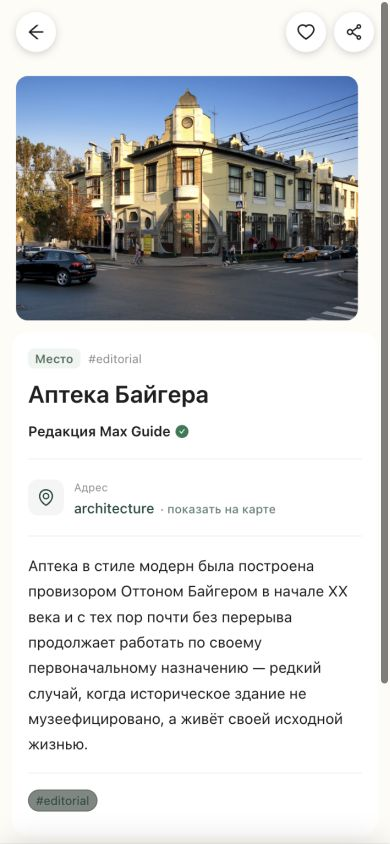 Место #editorial
Аптека Байгера
Редакция Max Guide
Адрес
architecture · показать на карте
Аптека в стиле модерн была построена
провизором Оттоном Байгером в начале XX
века и с тех пор почти без перерыва
продолжает работать по своему
первоначальному назначению — редкий
случай, когда историческое здание не
музеефицировано, а живёт своей исходной
жизнью.
#editorial